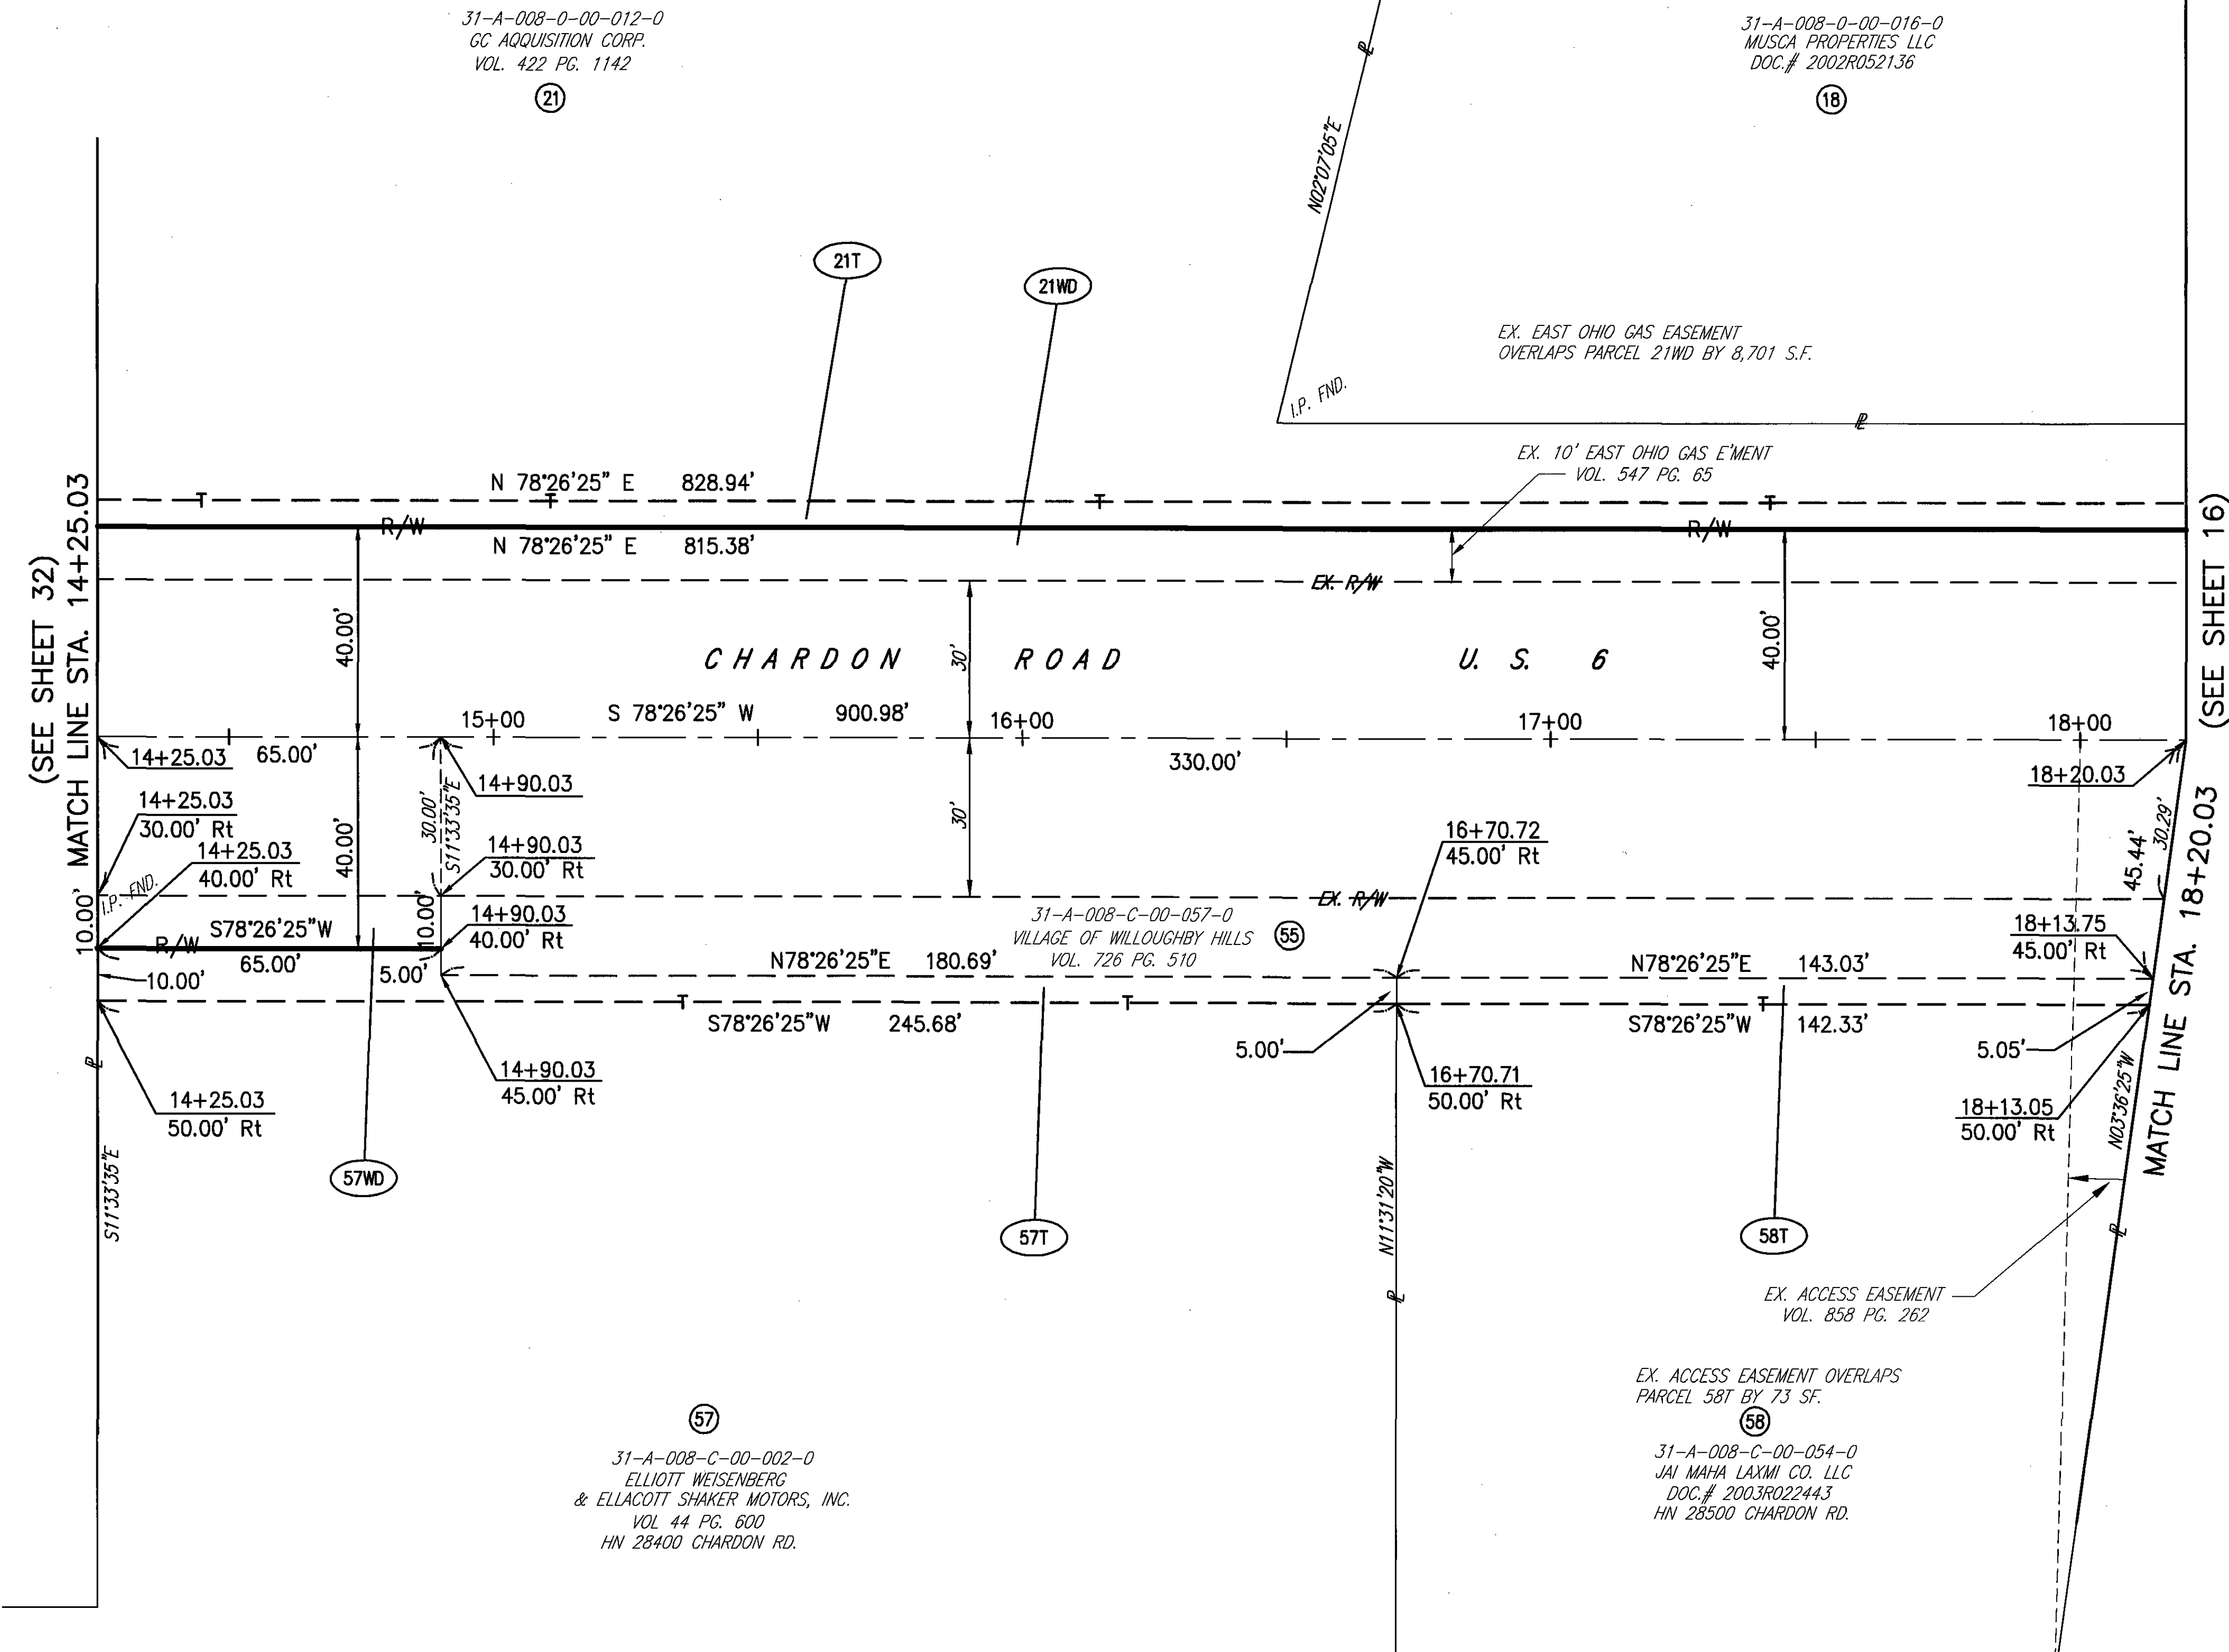 31-A-008-0-00-012-0
GC AQQUISITION CORP.
VOL. 422 PG. 1142
21
31-A-008-0-00-016-0
MUSCA PROPERTIES LLC
DOC.# 2002R052136
18
N02°07'05"E
21T
21WD
EX. EAST OHIO GAS EASEMENT
OVERLAPS PARCEL 21WD BY 8,701 S.F.
I.P. FND.
PL
PL
EX. 10' EAST OHIO GAS E'MENT
VOL. 547 PG. 65
N 78°26'25" E 828.94'
T T T T
R/W R/W
N 78°26'25" E 815.38'
(SEE SHEET 32)
MATCH LINE STA. 14+25.03
(SEE SHEET 16)
MATCH LINE STA. 18+20.03
EX. R/W
40.00'
30'
40.00'
CHARDON ROAD U. S. 6
S 78°26'25" W 900.98'
15+00
16+00
17+00
18+00
14+25.03
65.00'
14+90.03
330.00'
18+20.03
14+25.03
30.00' Rt
14+25.03
40.00' Rt
40.00'
30.00'
S11°33'35"E
14+90.03
30.00' Rt
30'
16+70.72
45.00' Rt
45.44'
30.29'
10.00'
I.P. FND.
EX. R/W
S78°26'25"W
R/W
65.00'
10.00'
10.00'
14+90.03
40.00' Rt
5.00'
31-A-008-C-00-057-0
VILLAGE OF WILLOUGHBY HILLS
VOL. 726 PG. 510
55
N78°26'25"E 180.69'
N78°26'25"E 143.03'
18+13.75
45.00' Rt
T T T
S78°26'25"W 245.68'
S78°26'25"W 142.33'
5.00'
5.05'
PL
14+25.03
50.00' Rt
14+90.03
45.00' Rt
16+70.71
50.00' Rt
18+13.05
50.00' Rt
N03°36'25"W
S11°33'35"E
57WD
57T
N11°31'20"W
58T
PL
PL
EX. ACCESS EASEMENT
VOL. 858 PG. 262
EX. ACCESS EASEMENT OVERLAPS
PARCEL 58T BY 73 SF.
57
31-A-008-C-00-002-0
ELLIOTT WEISENBERG
& ELLACOTT SHAKER MOTORS, INC.
VOL 44 PG. 600
HN 28400 CHARDON RD.
58
31-A-008-C-00-054-0
JAI MAHA LAXMI CO. LLC
DOC.# 2003R022443
HN 28500 CHARDON RD.